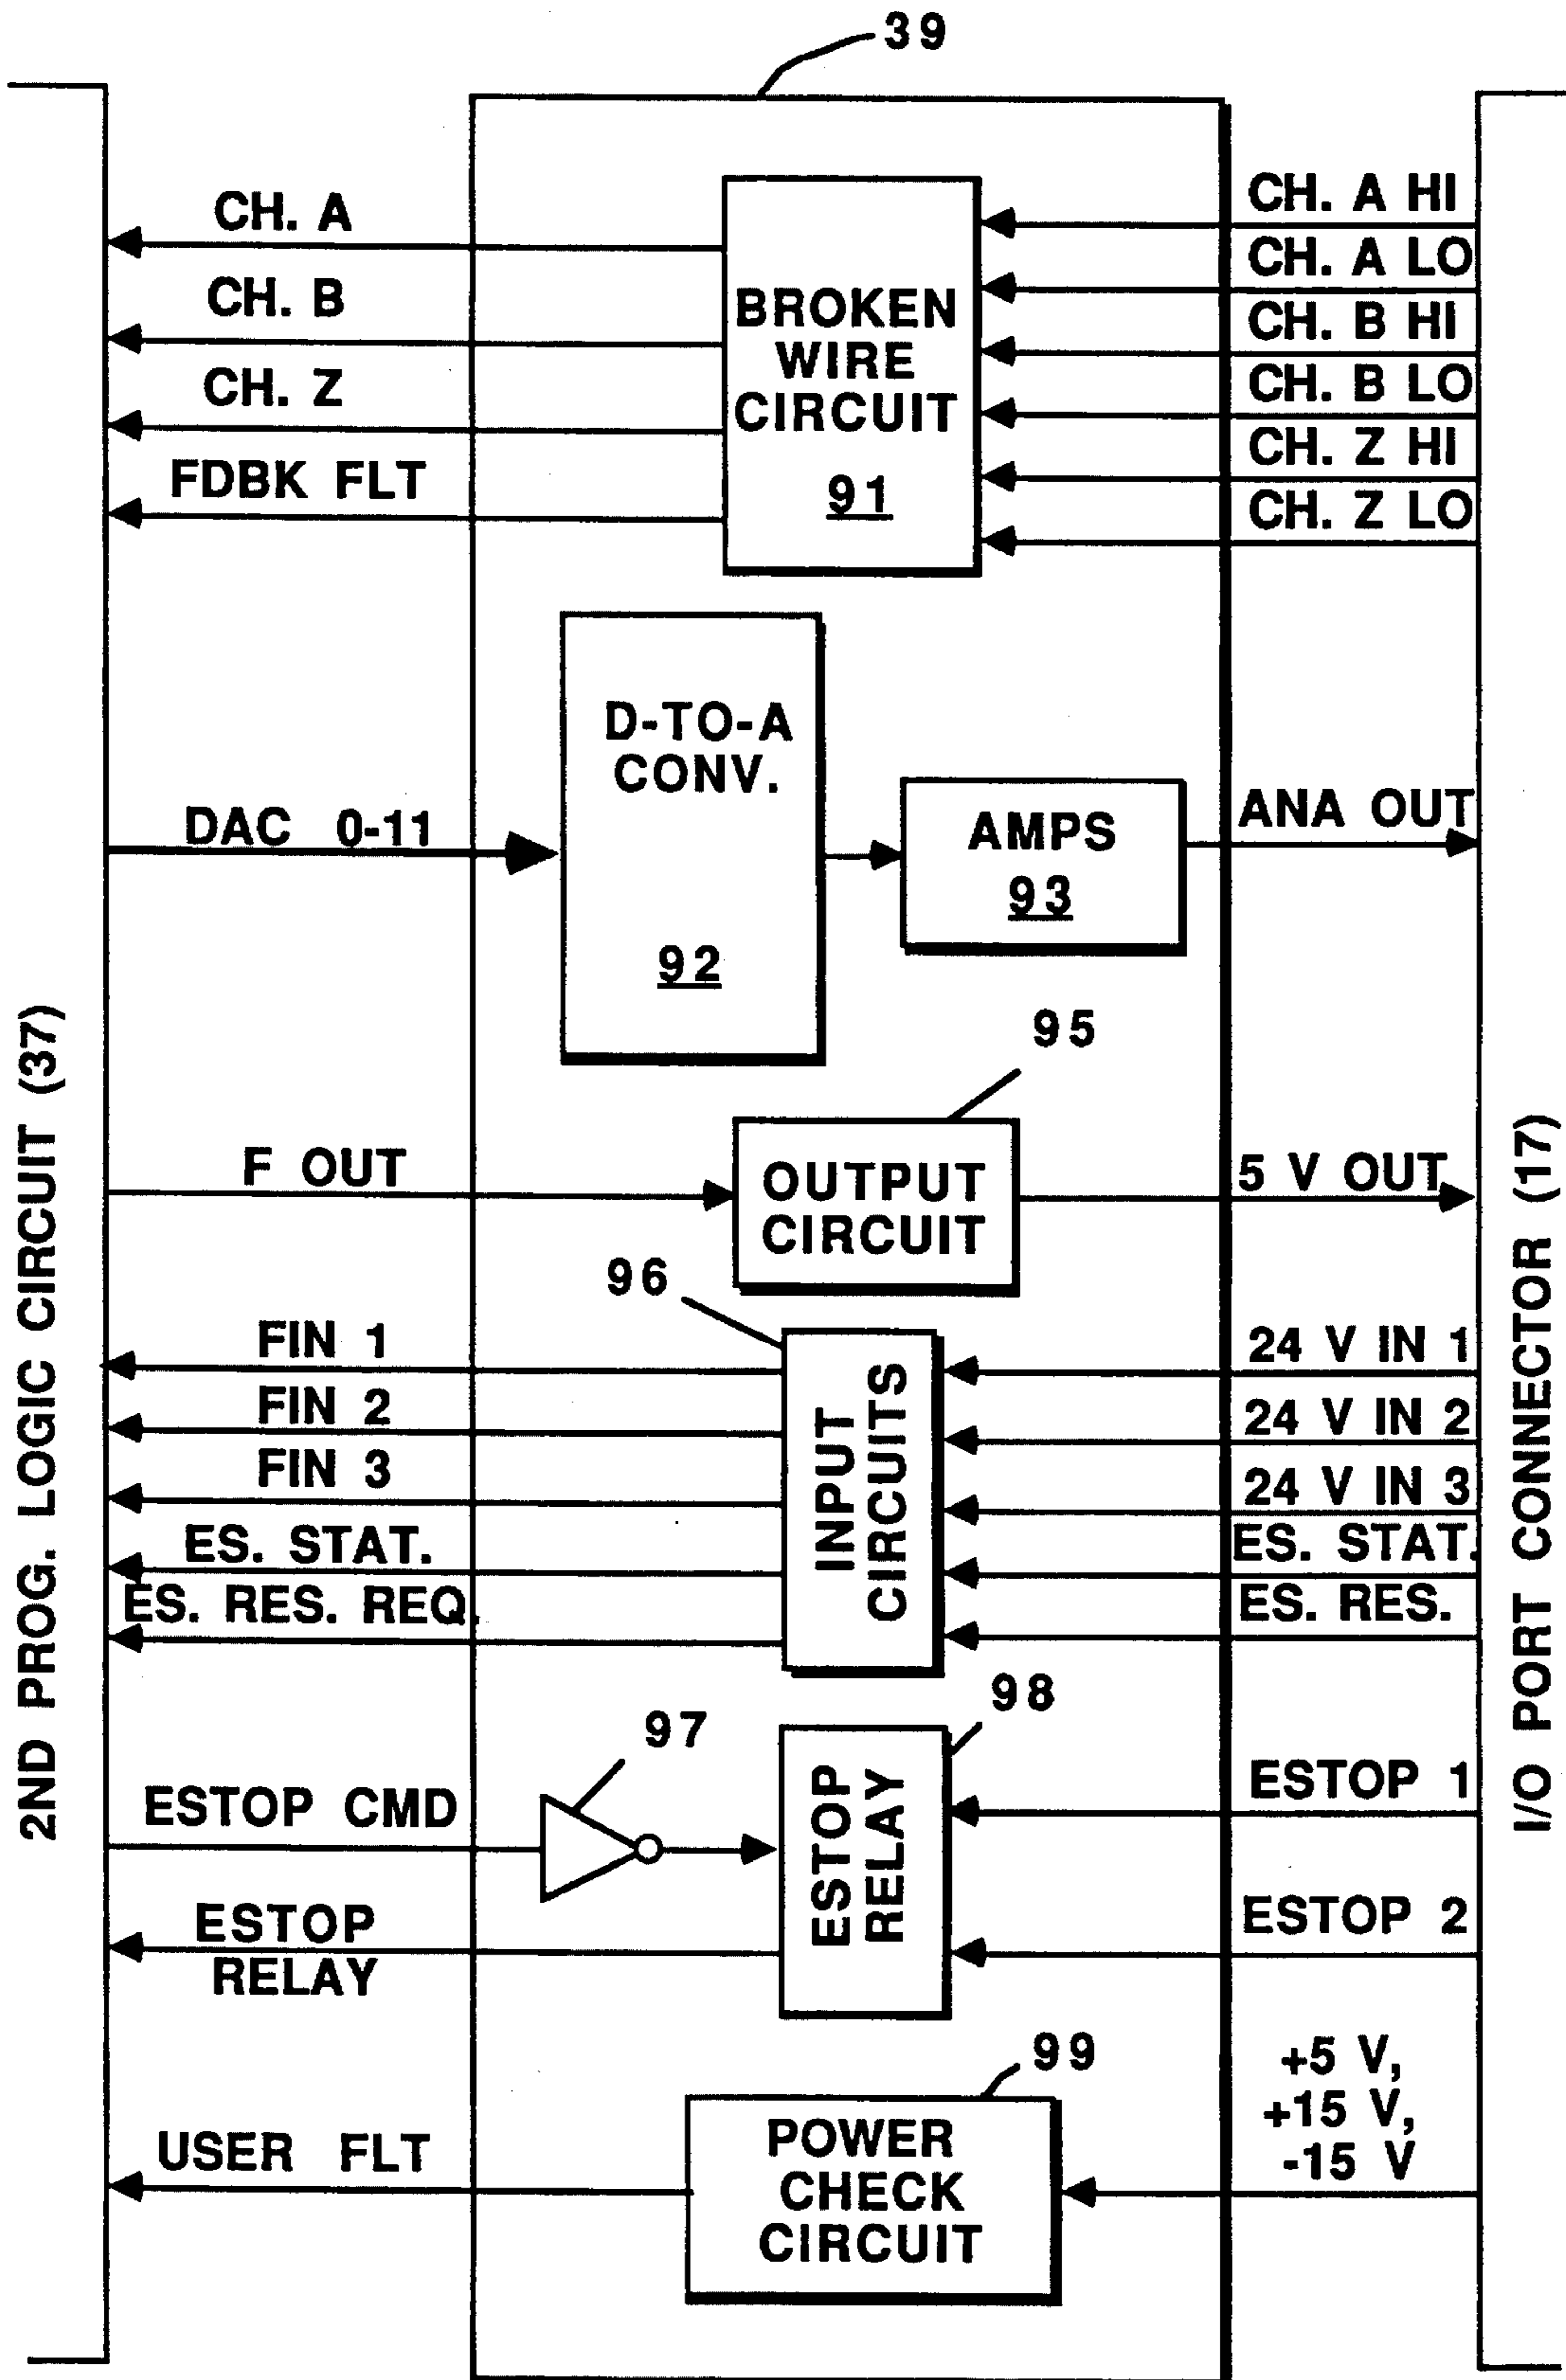 39
CH. A
CH. B
CH. Z
FDBK FLT
BROKEN
WIRE
CIRCUIT
91
CH. A HI
CH. A LO
CH. B HI
CH. B LO
CH. Z HI
CH. Z LO
DAC 0-11
D-TO-A
CONV.
92
AMPS
93
ANA OUT
95
F OUT
OUTPUT
CIRCUIT
5 V OUT
96
FIN 1
FIN 2
FIN 3
ES. STAT.
ES. RES. REQ.
INPUT
CIRCUITS
24 V IN 1
24 V IN 2
24 V IN 3
ES. STAT.
ES. RES.
97
98
ESTOP CMD
ESTOP
RELAY
ESTOP
RELAY
ESTOP 1
ESTOP 2
99
USER FLT
POWER
CHECK
CIRCUIT
+5 V,
+15 V,
-15 V
2ND PROG. LOGIC CIRCUIT (37)
I/O PORT CONNECTOR (17)